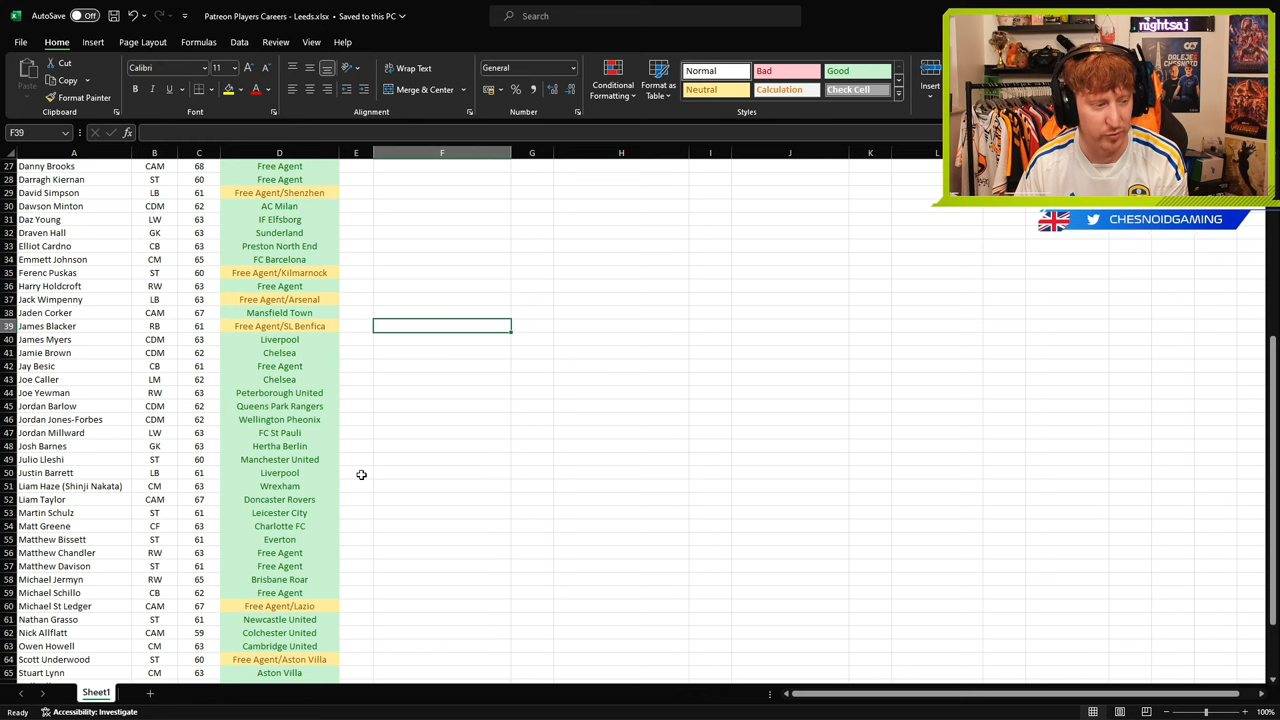 AutoSave Off Patreon Players Careers - Leeds.xlsx - Saved to this PC Search
File Home Insert Page Layout Formulas Data Review View Help
Cut Calibri 11 Wrap Text General Normal Bad Good
Copy
Paste Format Painter B I U A Merge & Center % Conditional Formatting Format as Table Neutral Calculation Check Cell Insert
Clipboard Font Alignment Number Styles
nightsaj
CHESNOIDGAMING
F39 fx
A B C D E F G H I J K L
27 Danny Brooks CAM 68 Free Agent
28 Darragh Kiernan ST 60 Free Agent
29 David Simpson LB 61 Free Agent/Shenzhen
30 Dawson Minton CDM 62 AC Milan
31 Daz Young LW 63 IF Elfsborg
32 Draven Hall GK 63 Sunderland
33 Elliot Cardno CB 63 Preston North End
34 Emmett Johnson CM 65 FC Barcelona
35 Ferenc Puskas ST 60 Free Agent/Kilmarnock
36 Harry Holdcroft RW 63 Free Agent
37 Jack Wimpenny LB 63 Free Agent/Arsenal
38 Jaden Corker CAM 67 Mansfield Town
39 James Blacker RB 61 Free Agent/SL Benfica
40 James Myers CDM 63 Liverpool
41 Jamie Brown CDM 62 Chelsea
42 Jay Besic CB 61 Free Agent
43 Joe Caller LM 62 Chelsea
44 Joe Yewman RW 63 Peterborough United
45 Jordan Barlow CDM 62 Queens Park Rangers
46 Jordan Jones-Forbes CDM 62 Wellington Pheonix
47 Jordan Millward LW 63 FC St Pauli
48 Josh Barnes GK 63 Hertha Berlin
49 Julio Lleshi ST 60 Manchester United
50 Justin Barrett LB 61 Liverpool
51 Liam Haze (Shinji Nakata) CM 63 Wrexham
52 Liam Taylor CAM 67 Doncaster Rovers
53 Martin Schulz ST 61 Leicester City
54 Matt Greene CF 63 Charlotte FC
55 Matthew Bissett ST 61 Everton
56 Matthew Chandler RW 63 Free Agent
57 Matthew Davison ST 61 Free Agent
58 Michael Jermyn RW 65 Brisbane Roar
59 Michael Schillo CB 62 Free Agent
60 Michael St Ledger CAM 67 Free Agent/Lazio
61 Nathan Grasso ST 61 Newcastle United
62 Nick Allflatt CAM 59 Colchester United
63 Owen Howell CM 63 Cambridge United
64 Scott Underwood ST 60 Free Agent/Aston Villa
65 Stuart Lynn CM 63 Aston Villa
Sheet1
Ready Accessibility: Investigate 100%